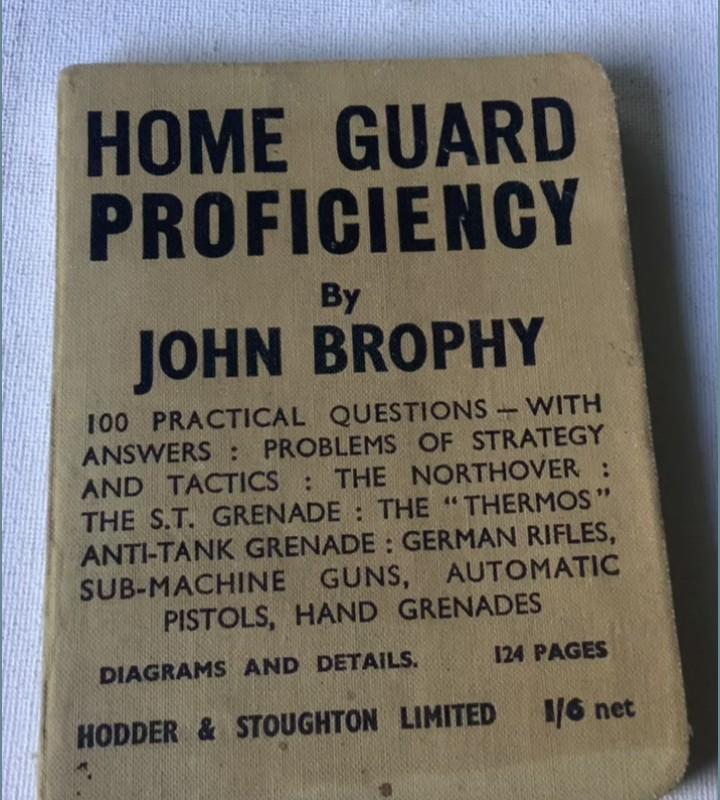 HOME GUARD
PROFICIENCY
By
JOHN BROPHY
100 PRACTICAL QUESTIONS – WITH
ANSWERS : PROBLEMS OF STRATEGY
AND TACTICS : THE NORTHOVER :
THE S.T. GRENADE : THE "THERMOS"
ANTI-TANK GRENADE : GERMAN RIFLES,
SUB-MACHINE GUNS, AUTOMATIC
PISTOLS, HAND GRENADES
DIAGRAMS AND DETAILS. 124 PAGES
HODDER & STOUGHTON LIMITED 1/6 net